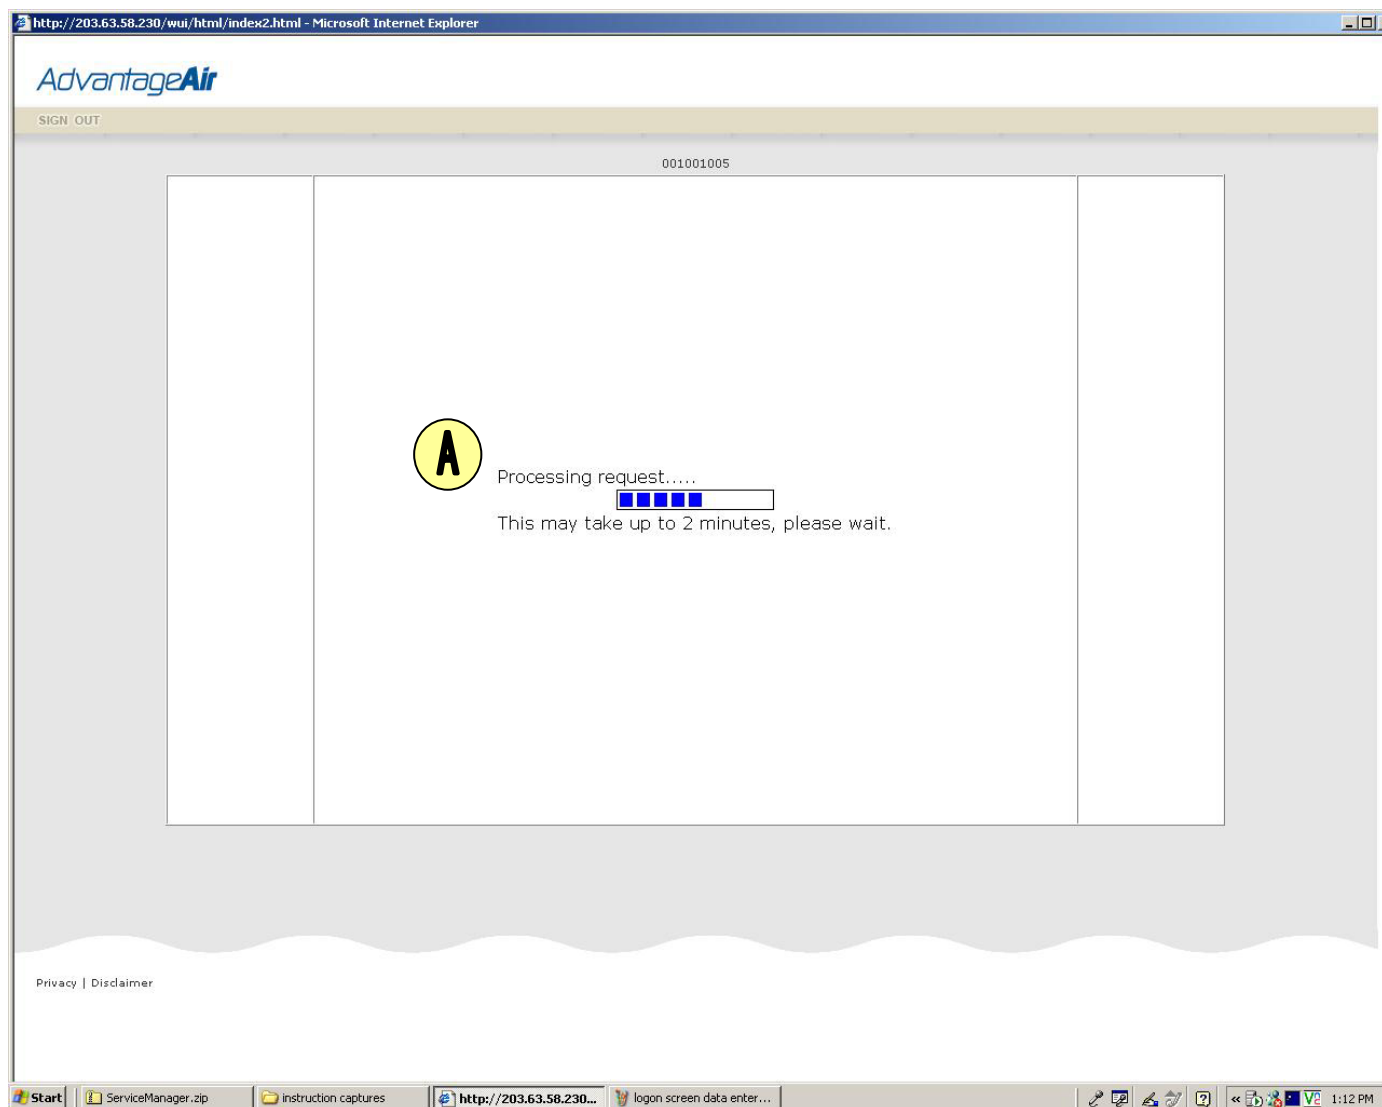 http://203.63.58.230/wui/html/index2.html - Microsoft Internet Explorer
AdvantageAir
SIGN OUT
001001005
A
Processing request.....
This may take up to 2 minutes, please wait.
Privacy | Disclaimer
Start
ServiceManager.zip
instruction captures
http://203.63.58.230...
logon screen data enter...
«
1:12 PM